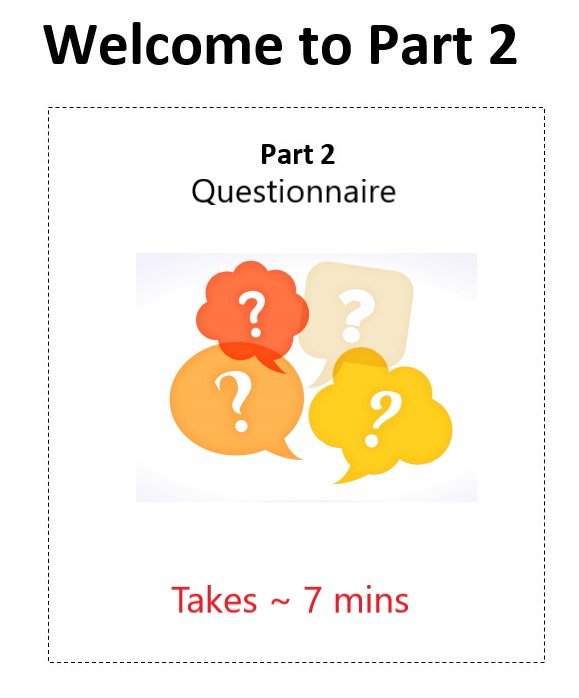 Welcome to Part 2
Part 2
Questionnaire
? ?
? ?
Takes ~ 7 mins